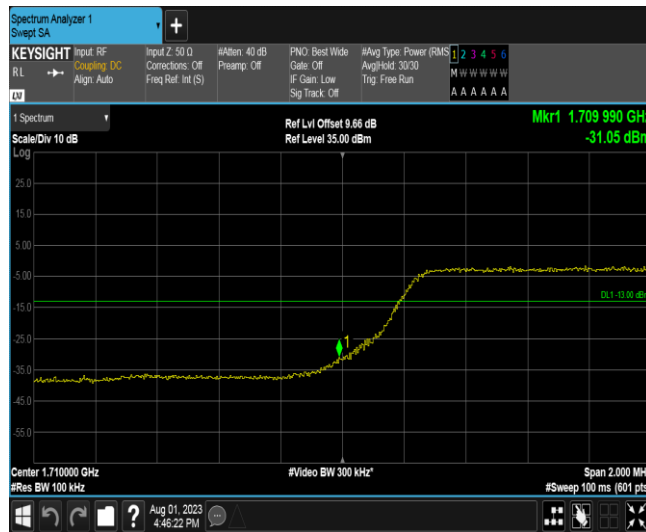 Spectrum Analyzer 1
Swept SA
+
KEYSIGHT
RL
LXI
Input: RF
Coupling: DC
Align: Auto
Input Z: 50 Ω
Corrections: Off
Freq Ref: Int (S)
#Atten: 40 dB
Preamp: Off
PNO: Best Wide
Gate: Off
IF Gain: Low
Sig Track: Off
#Avg Type: Power (RMS
Avg|Hold: 30/30
Trig: Free Run
1 2 3 4 5 6
M W W W W W
A A A A A A
1 Spectrum
Scale/Div 10 dB
Log
Ref Lvl Offset 9.66 dB
Ref Level 35.00 dBm
Mkr1 1.709 990 GHz
-31.05 dBm
25.0
15.0
5.00
-5.00
-15.0
-25.0
-35.0
-45.0
-55.0
DL1 -13.00 dBm
1
Center 1.710000 GHz
#Res BW 100 kHz
#Video BW 300 kHz*
Span 2.000 MHz
#Sweep 100 ms (601 pts)
?
Aug 01, 2023
4:46:22 PM